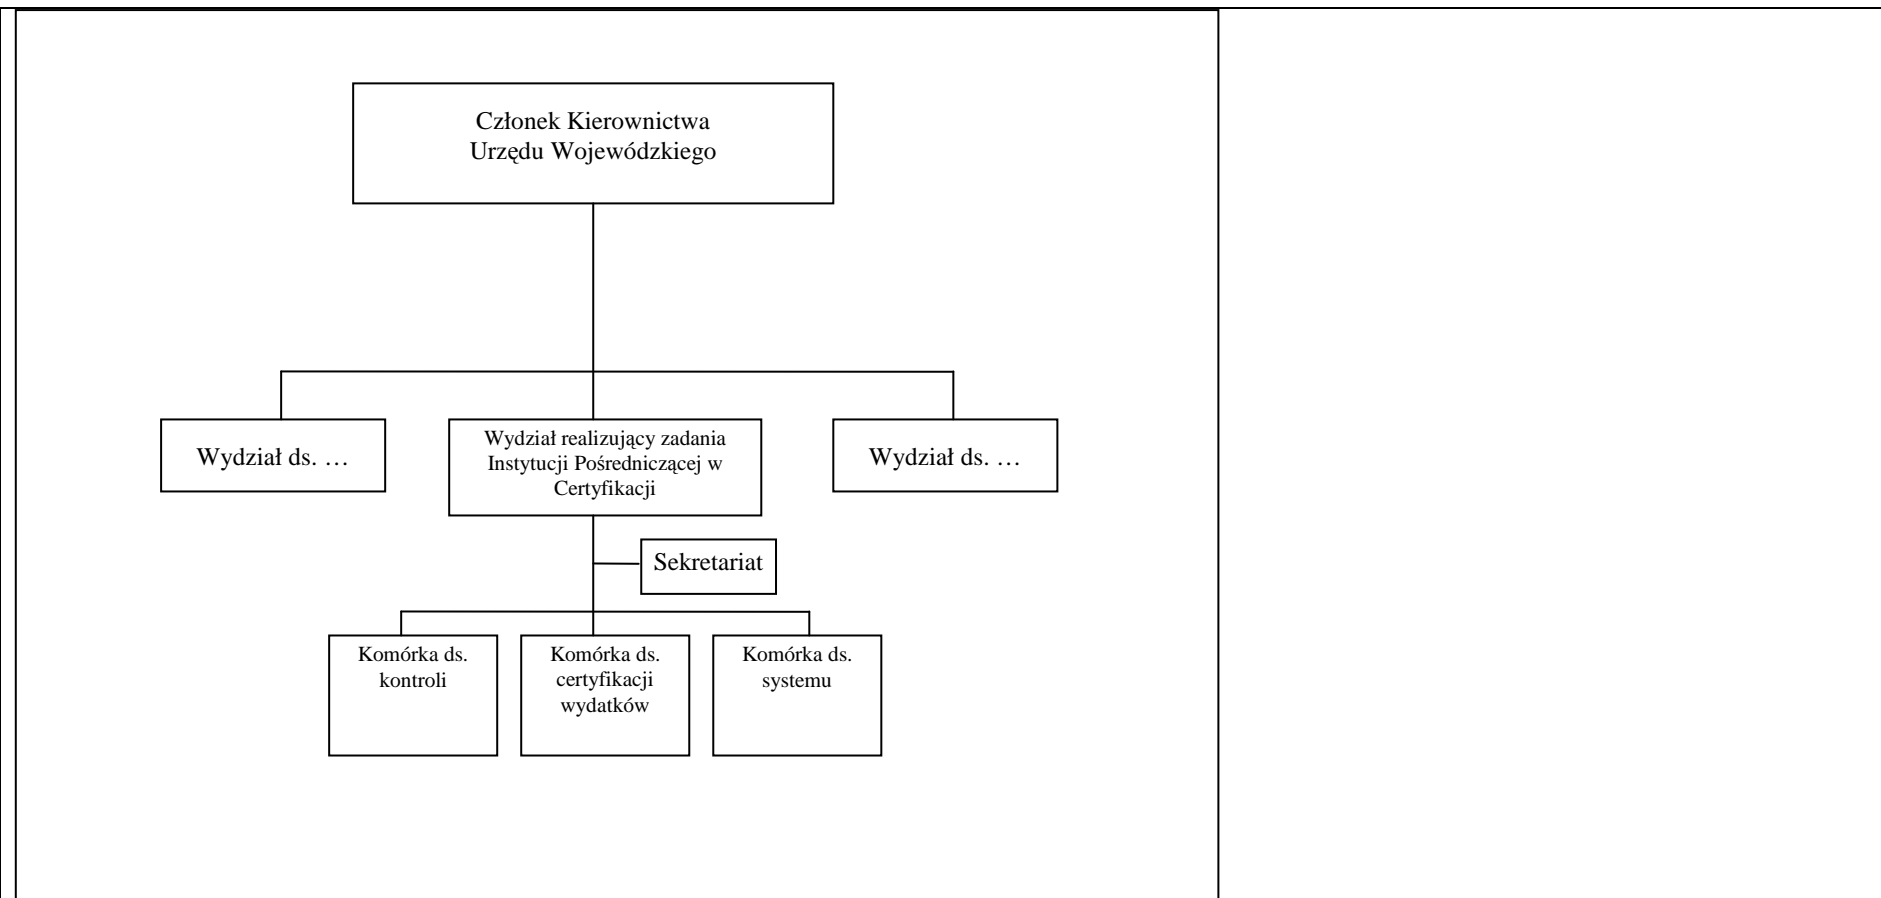 Członek Kierownictwa
Urzędu Wojewódzkiego
Wydział ds. …
Wydział realizujący zadania
Instytucji Pośredniczącej w
Certyfikacji
Wydział ds. …
Sekretariat
Komórka ds.
kontroli
Komórka ds.
certyfikacji
wydatków
Komórka ds.
systemu